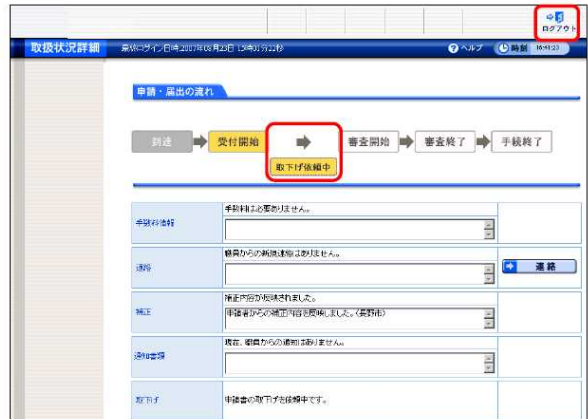 ログアウト
取扱状況詳細 最終ログイン日時:2007年08月23日 15時01分22秒 ? ヘルプ 時刻 16:41:23
申請・届出の流れ
到達 受付開始 審査開始 審査終了 手続終了
取下げ依頼中
手数料は必要ありません。
手数料情報
職員からの新規連絡はありません。
連絡 連絡
補正内容が反映されました。
補正 申請者からの補正内容を反映しました。(長野市)
現在、職員からの通知はありません。
通知書類
取下げ 申請書の取下げを依頼中です。